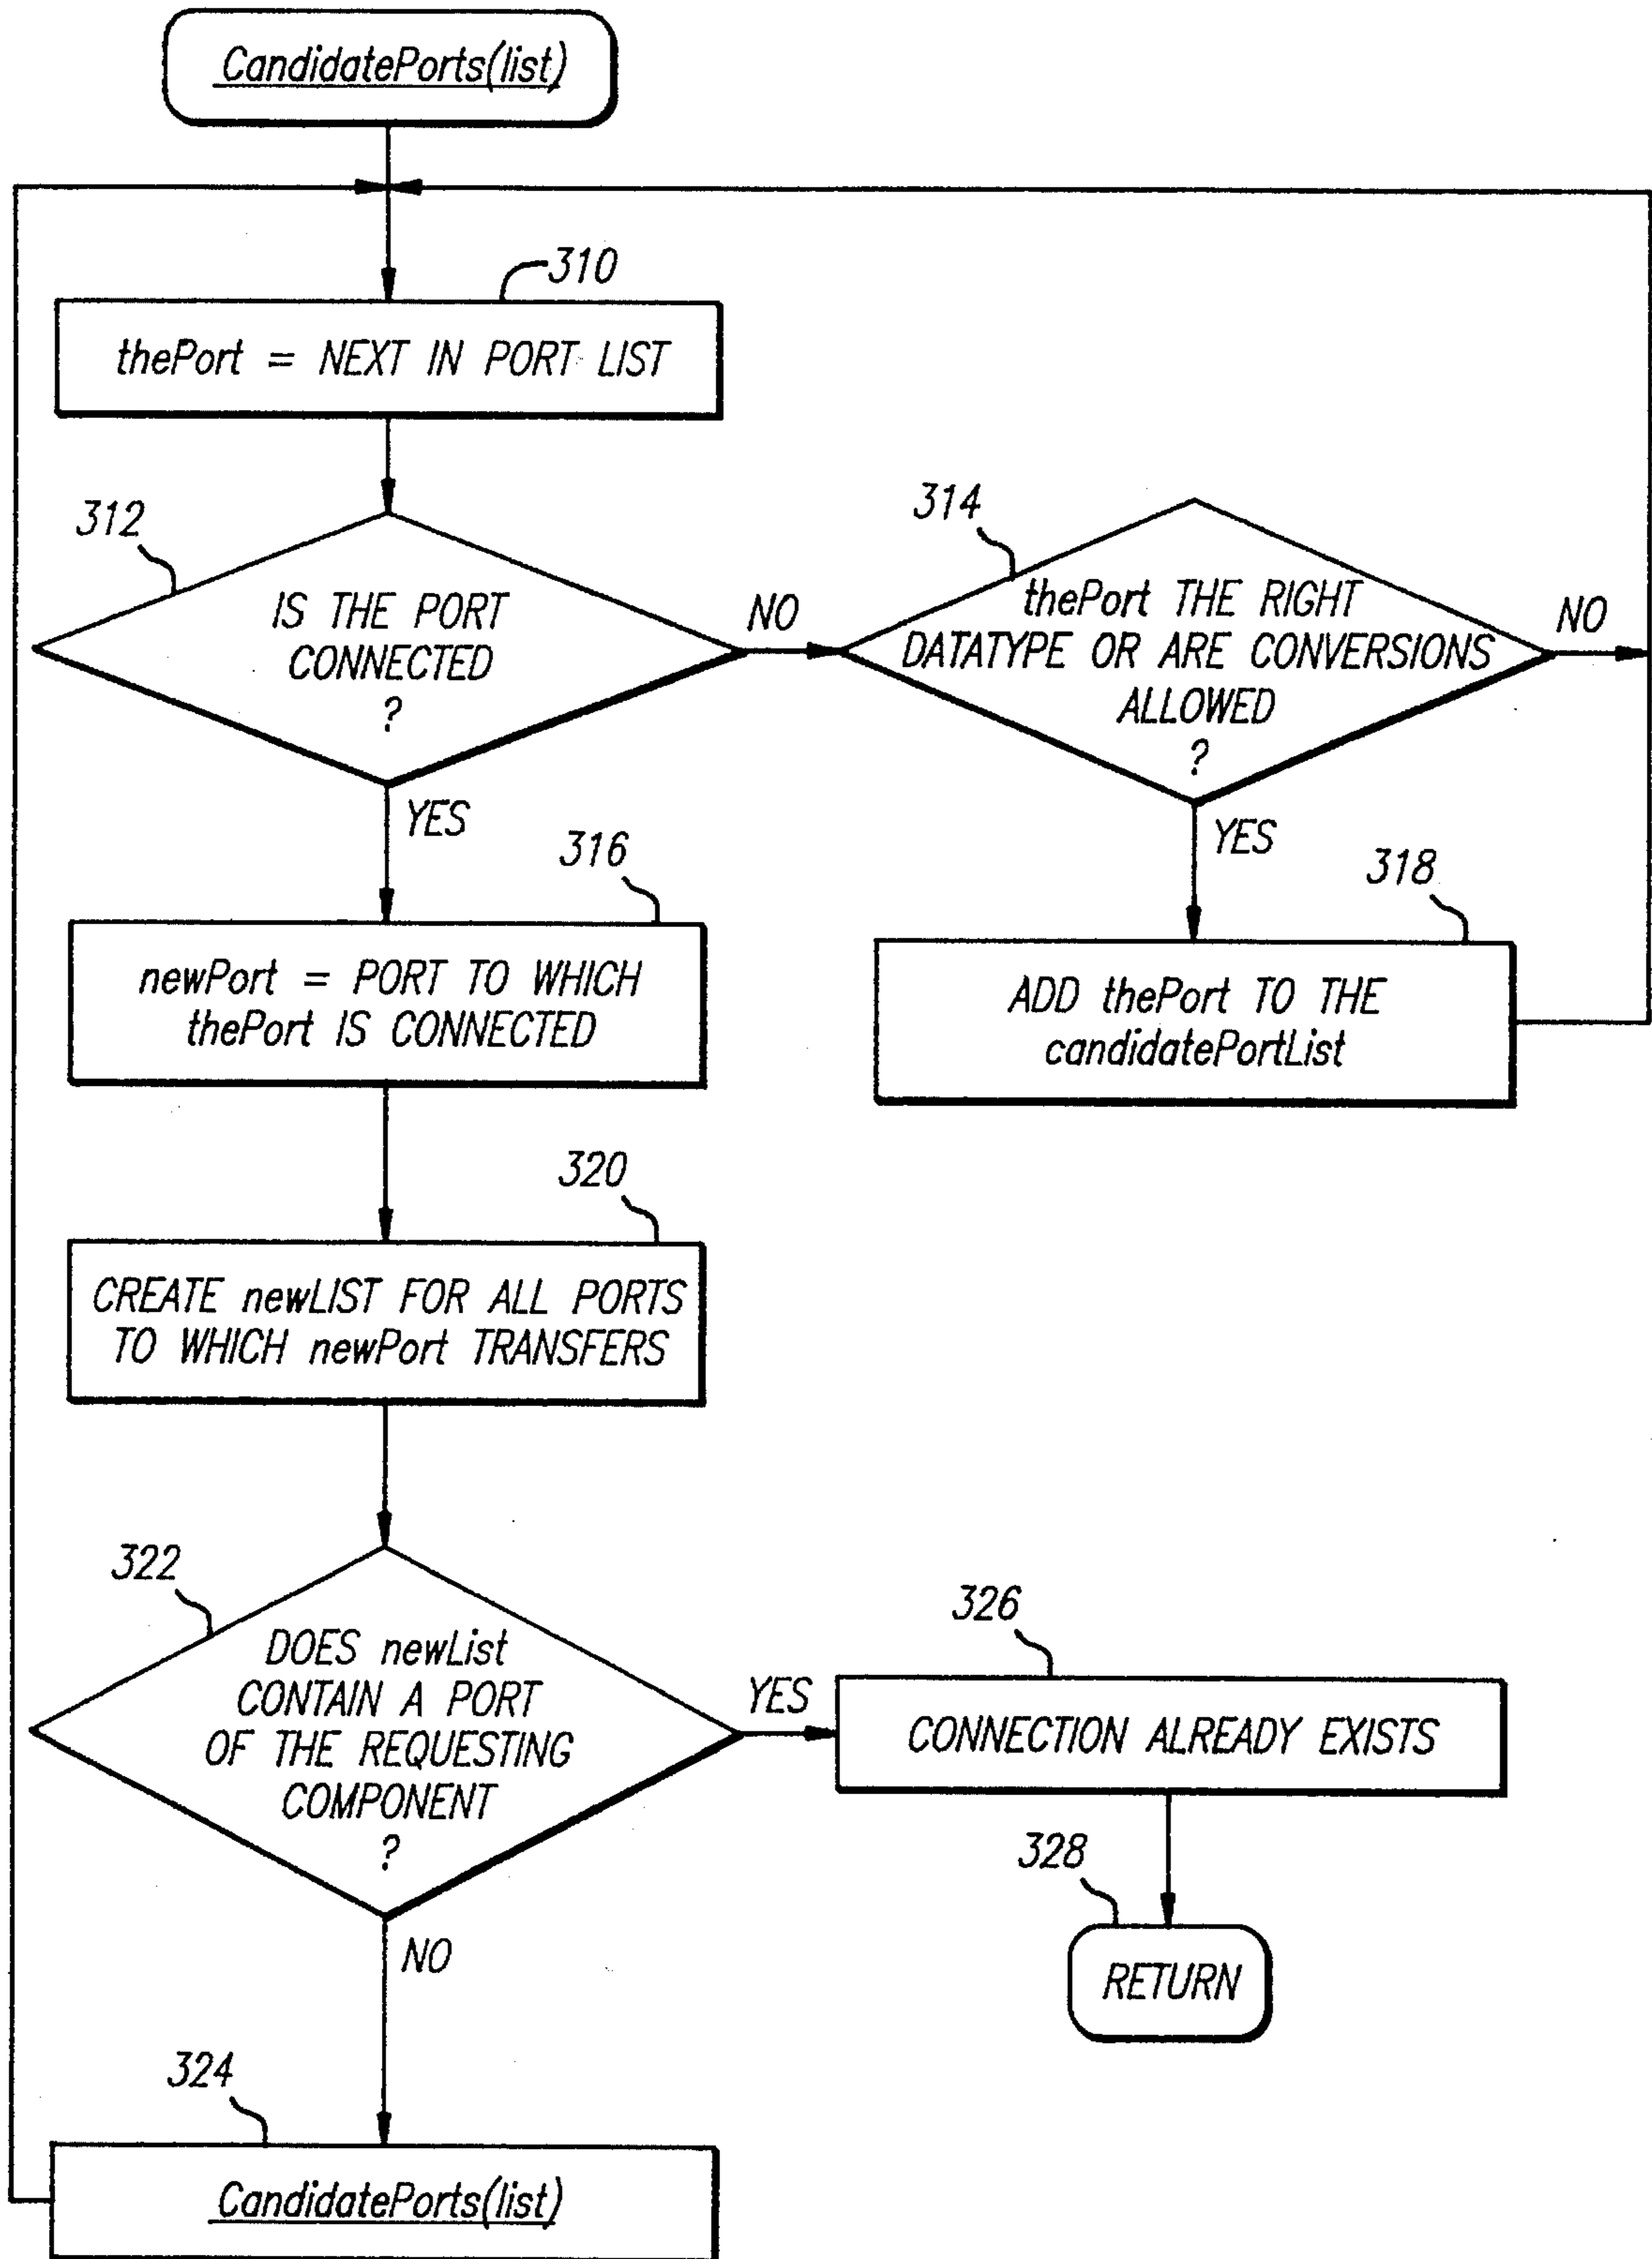 CandidatePorts(list)
310
thePort = NEXT IN PORT LIST
312
IS THE PORT
CONNECTED
?
NO
YES
314
thePort THE RIGHT
DATATYPE OR ARE CONVERSIONS
ALLOWED
?
NO
YES
316
newPort = PORT TO WHICH
thePort IS CONNECTED
318
ADD thePort TO THE
candidatePortList
320
CREATE newLIST FOR ALL PORTS
TO WHICH newPort TRANSFERS
322
DOES newList
CONTAIN A PORT
OF THE REQUESTING
COMPONENT
?
YES
NO
326
CONNECTION ALREADY EXISTS
328
RETURN
324
CandidatePorts(list)